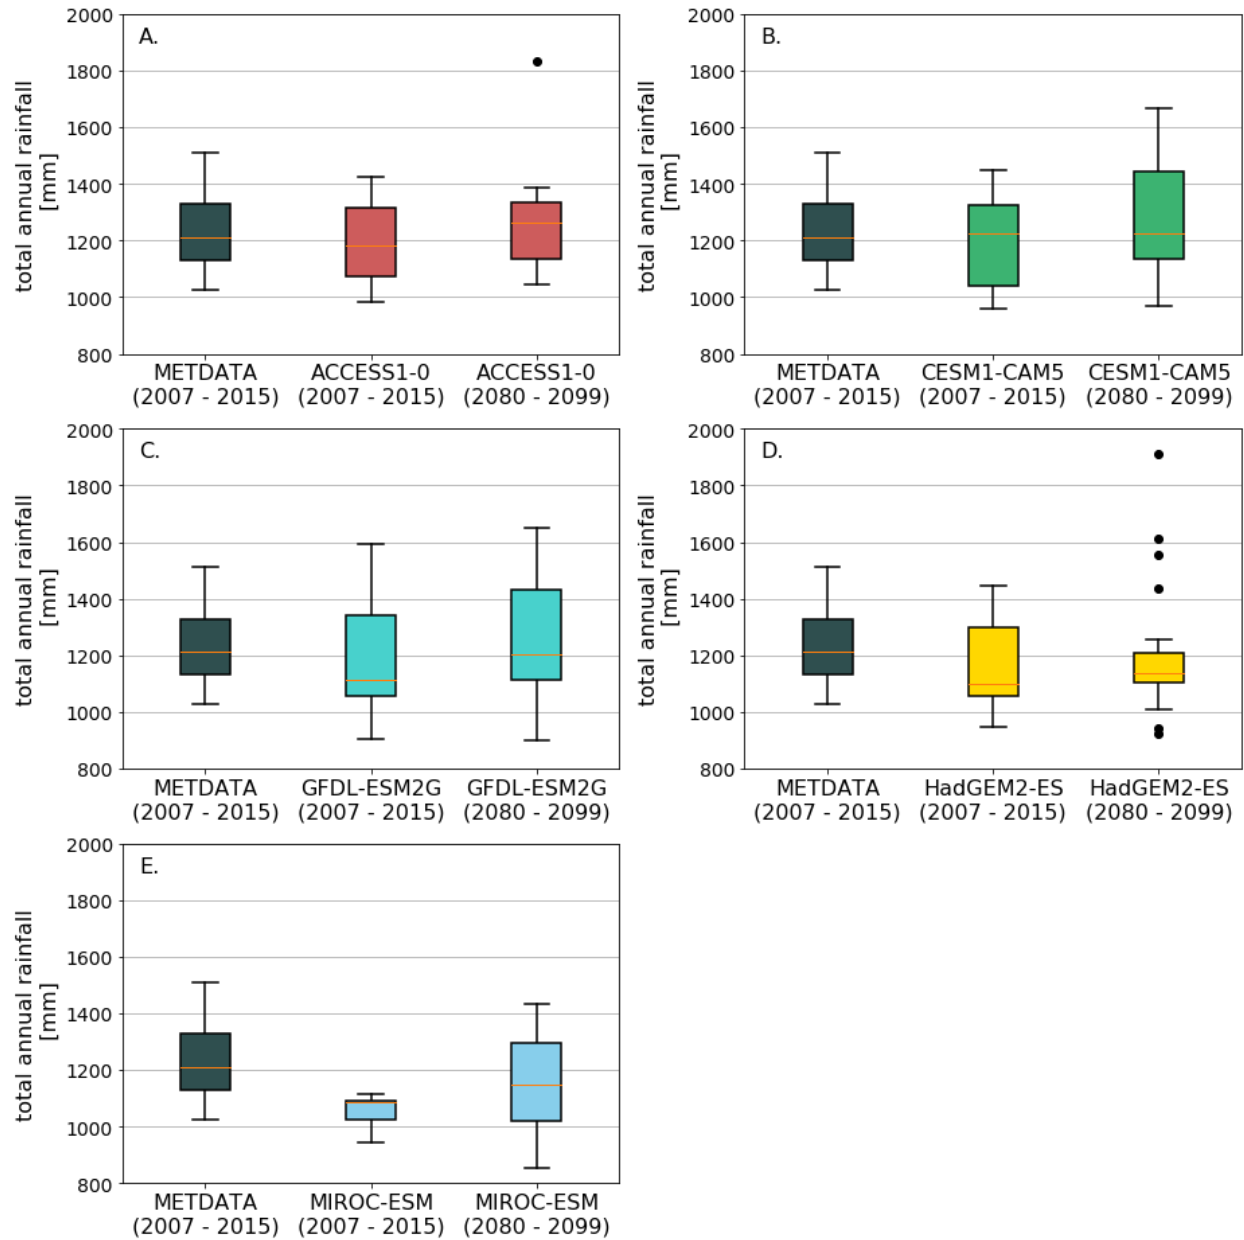 A.
total annual rainfall
[mm]
2000
1800
1600
1400
1200
1000
800
METDATA
(2007 - 2015)
ACCESS1-0
(2007 - 2015)
ACCESS1-0
(2080 - 2099)
B.
total annual rainfall
[mm]
2000
1800
1600
1400
1200
1000
800
METDATA
(2007 - 2015)
CESM1-CAM5
(2007 - 2015)
CESM1-CAM5
(2080 - 2099)
C.
total annual rainfall
[mm]
2000
1800
1600
1400
1200
1000
800
METDATA
(2007 - 2015)
GFDL-ESM2G
(2007 - 2015)
GFDL-ESM2G
(2080 - 2099)
D.
total annual rainfall
[mm]
2000
1800
1600
1400
1200
1000
800
METDATA
(2007 - 2015)
HadGEM2-ES
(2007 - 2015)
HadGEM2-ES
(2080 - 2099)
E.
total annual rainfall
[mm]
2000
1800
1600
1400
1200
1000
800
METDATA
(2007 - 2015)
MIROC-ESM
(2007 - 2015)
MIROC-ESM
(2080 - 2099)